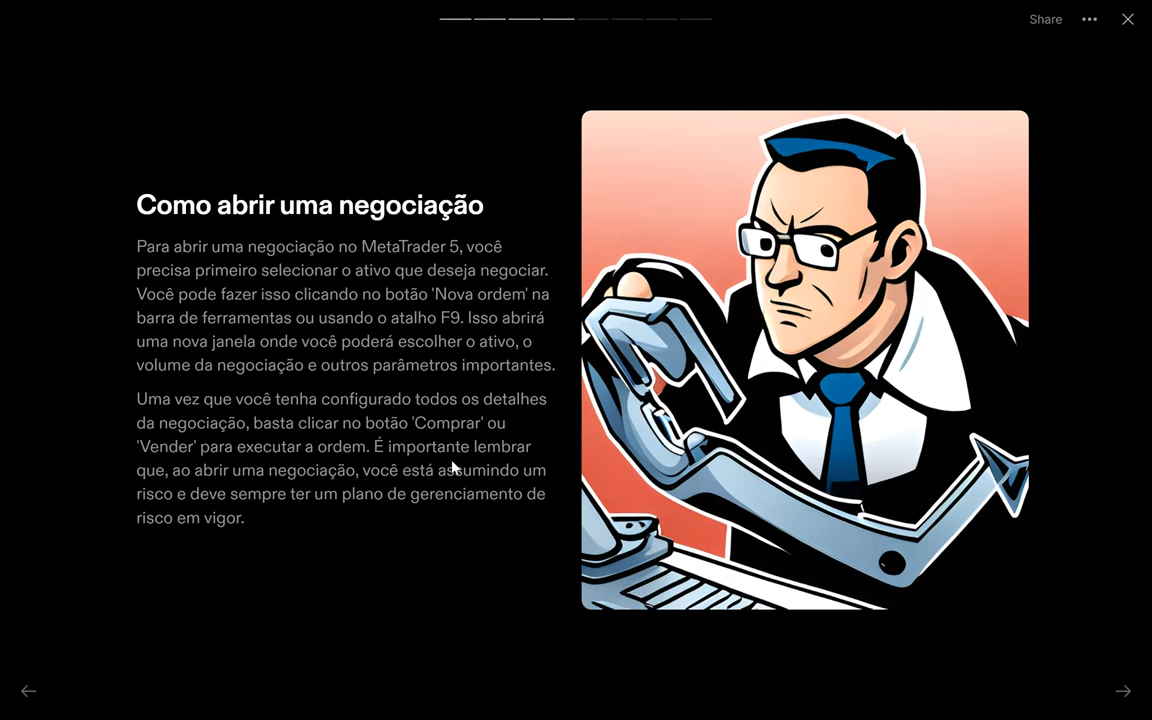 Share
Como abrir uma negociação
Para abrir uma negociação no MetaTrader 5, você
precisa primeiro selecionar o ativo que deseja negociar.
Você pode fazer isso clicando no botão 'Nova ordem' na
barra de ferramentas ou usando o atalho F9. Isso abrirá
uma nova janela onde você poderá escolher o ativo, o
volume da negociação e outros parâmetros importantes.
Uma vez que você tenha configurado todos os detalhes
da negociação, basta clicar no botão 'Comprar' ou
'Vender' para executar a ordem. É importante lembrar
que, ao abrir uma negociação, você está assumindo um
risco e deve sempre ter um plano de gerenciamento de
risco em vigor.